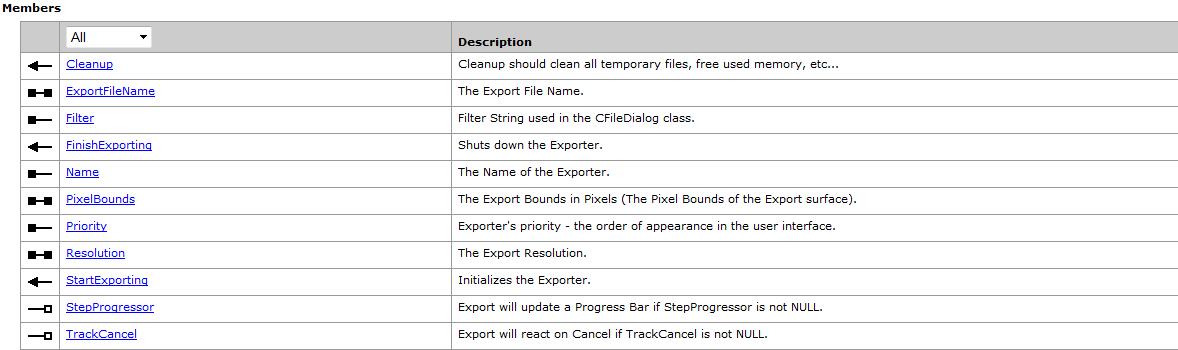 Members
All Description
Cleanup Cleanup should clean all temporary files, free used memory, etc...
ExportFileName The Export File Name.
Filter Filter String used in the CFileDialog class.
FinishExporting Shuts down the Exporter.
Name The Name of the Exporter.
PixelBounds The Export Bounds in Pixels (The Pixel Bounds of the Export surface).
Priority Exporter's priority - the order of appearance in the user interface.
Resolution The Export Resolution.
StartExporting Initializes the Exporter.
StepProgressor Export will update a Progress Bar if StepProgressor is not NULL.
TrackCancel Export will react on Cancel if TrackCancel is not NULL.